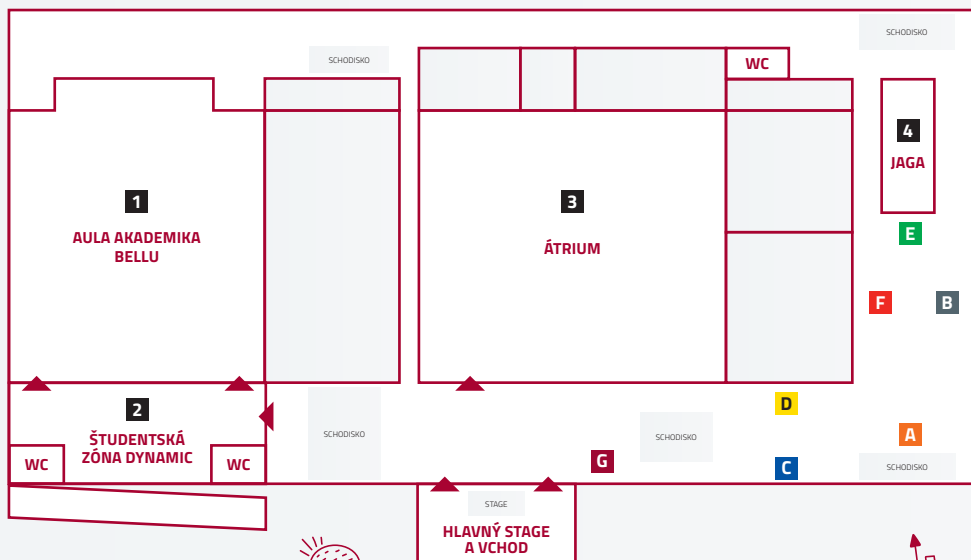 SCHODISKO
SCHODISKO
WC
4
JAGA
1
AULA AKADEMIKA
BELLU
3
ÁTRIUM
E
F
B
2
ŠTUDENTSKÁ
ZÓNA DYNAMIC
WC
WC
SCHODISKO
SCHODISKO
D
A
G
C
SCHODISKO
STAGE
HLAVNÝ STAGE
A VCHOD